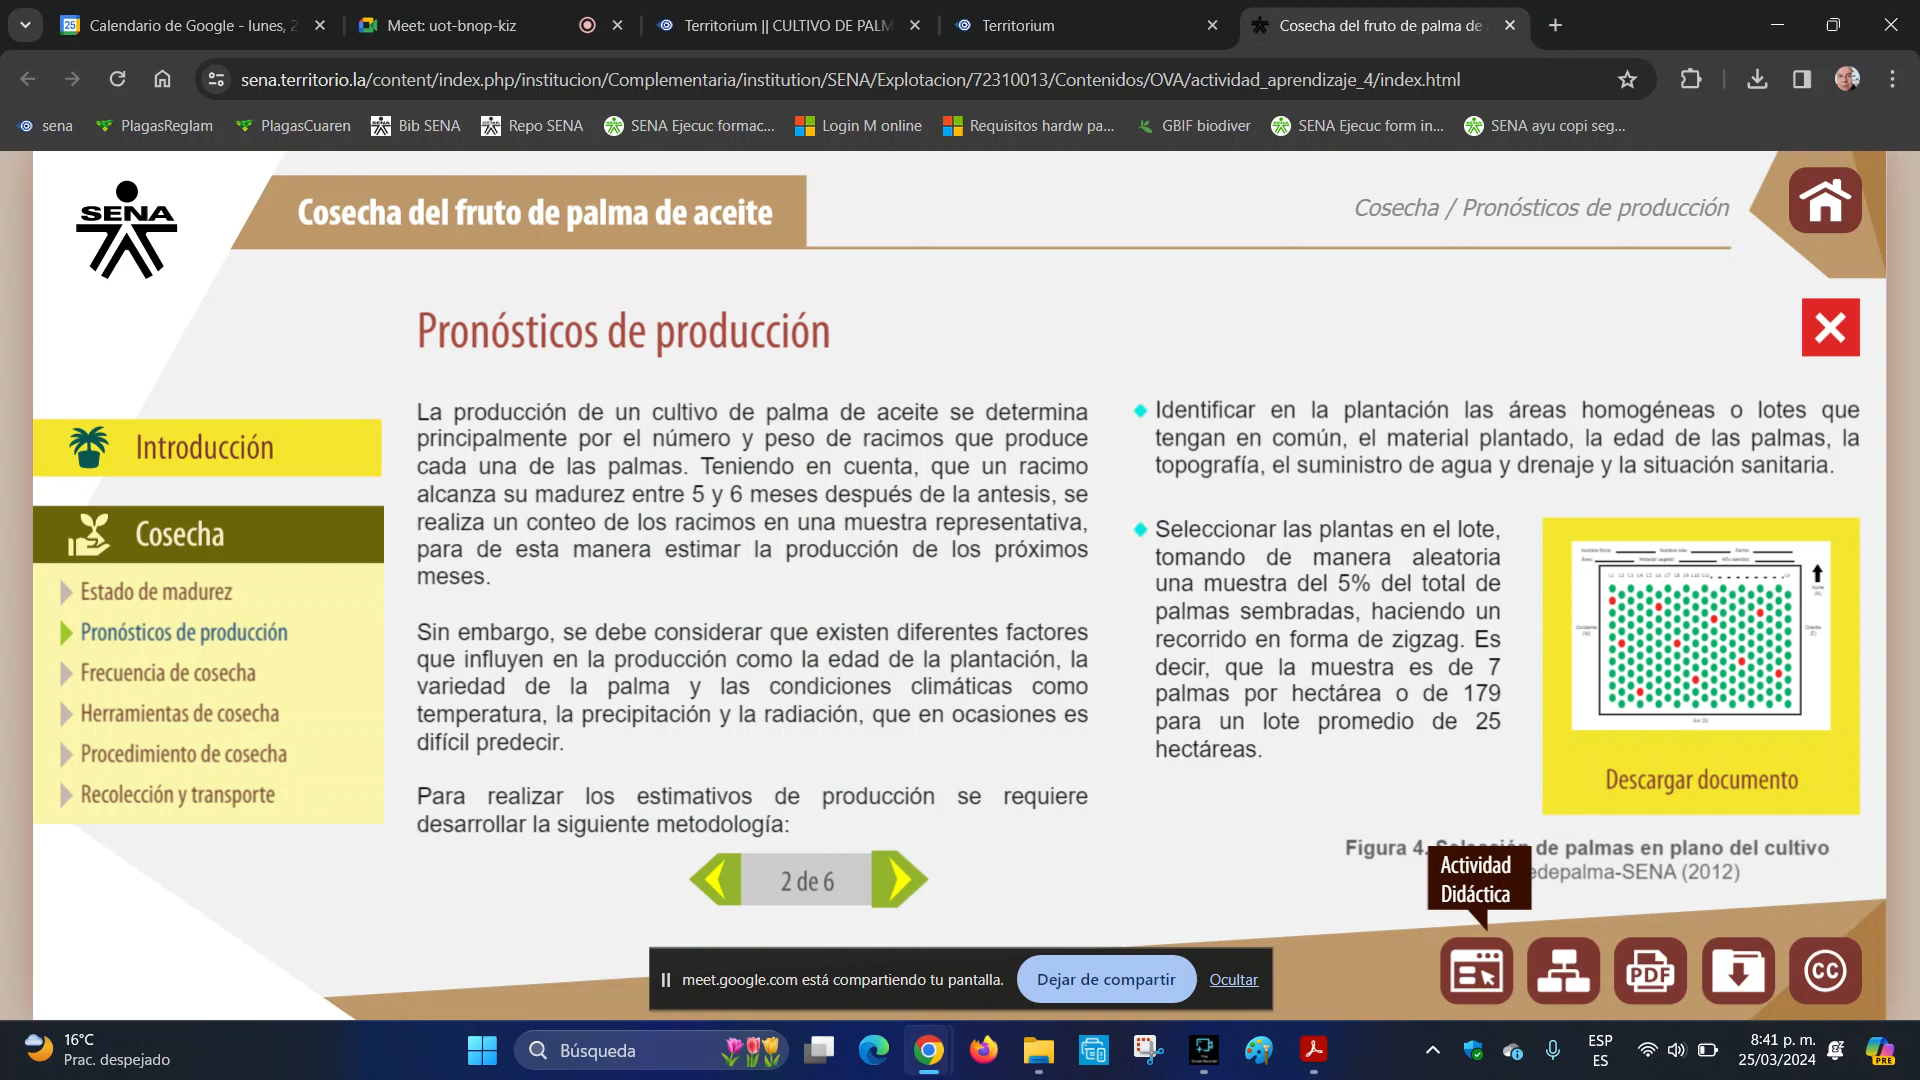 Calendario de Google - lunes, 2
Meet: uot-bnop-kiz
Territorium || CULTIVO DE PALM
Territorium
Cosecha del fruto de palma de
sena.territorio.la/content/index.php/institucion/Complementaria/institution/SENA/Explotacion/72310013/Contenidos/OVA/actividad_aprendizaje_4/index.html
sena
PlagasReglam
PlagasCuaren
Bib SENA
Repo SENA
SENA Ejecuc formac...
Login M online
Requisitos hardw pa...
GBIF biodiver
SENA Ejecuc form in...
SENA ayu copi seg...
SENA
Cosecha del fruto de palma de aceite
Cosecha / Pronósticos de producción
Pronósticos de producción
Introducción
Cosecha
Estado de madurez
Pronósticos de producción
Frecuencia de cosecha
Herramientas de cosecha
Procedimiento de cosecha
Recolección y transporte
La producción de un cultivo de palma de aceite se determina
principalmente por el número y peso de racimos que produce
cada una de las palmas. Teniendo en cuenta, que un racimo
alcanza su madurez entre 5 y 6 meses después de la antesis, se
realiza un conteo de los racimos en una muestra representativa,
para de esta manera estimar la producción de los próximos
meses.
Sin embargo, se debe considerar que existen diferentes factores
que influyen en la producción como la edad de la plantación, la
variedad de la palma y las condiciones climáticas como
temperatura, la precipitación y la radiación, que en ocasiones es
difícil predecir.
Para realizar los estimativos de producción se requiere
desarrollar la siguiente metodología:
2 de 6
Identificar en la plantación las áreas homogéneas o lotes que
tengan en común, el material plantado, la edad de las palmas, la
topografía, el suministro de agua y drenaje y la situación sanitaria.
Seleccionar las plantas en el lote,
tomando de manera aleatoria
una muestra del 5% del total de
palmas sembradas, haciendo un
recorrido en forma de zigzag. Es
decir, que la muestra es de 7
palmas por hectárea o de 179
para un lote promedio de 25
hectáreas.
Descargar documento
Figura 4. Selección de palmas en plano del cultivo
edepalma-SENA (2012)
Actividad
Didáctica
PDF
CC
meet.google.com está compartiendo tu pantalla.
Dejar de compartir
Ocultar
16°C
Prac. despejado
Búsqueda
ESP
ES
8:41 p. m.
25/03/2024
PRE